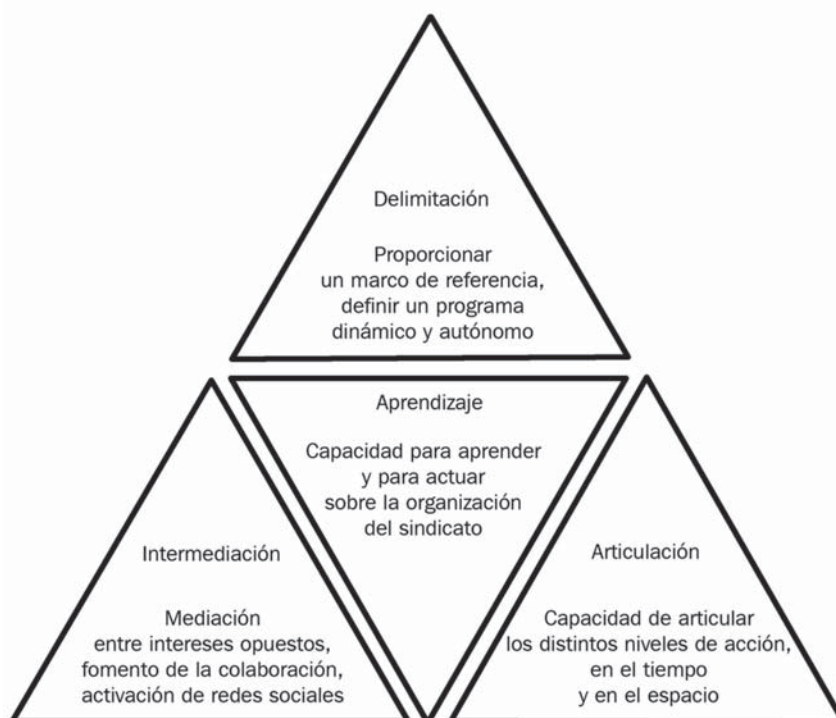 Delimitación
Proporcionar
un marco de referencia,
definir un programa
dinámico y autónomo
Aprendizaje
Capacidad para aprender
y para actuar
sobre la organización
del sindicato
Intermediación
Mediación
entre intereses opuestos,
fomento de la colaboración,
activación de redes sociales
Articulación
Capacidad de articular
los distintos niveles de acción,
en el tiempo
y en el espacio